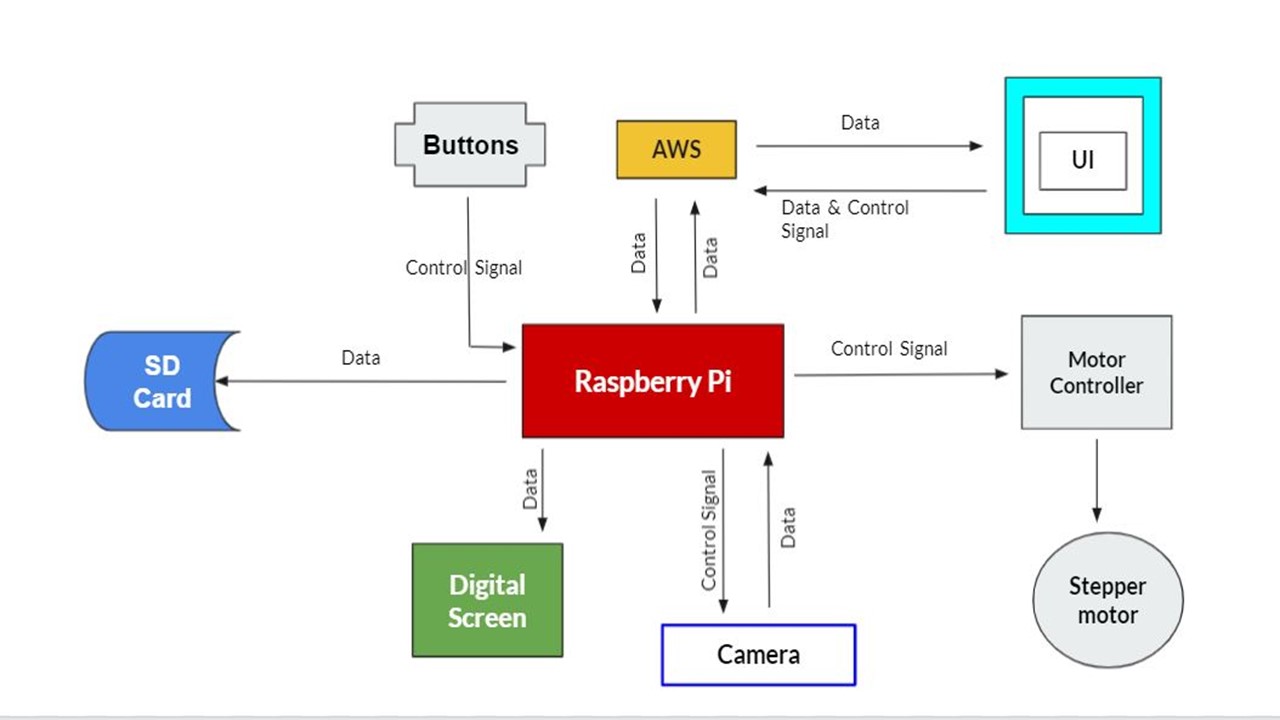 Buttons
AWS
Data
UI
Data & Control
Signal
Data
Data
Control Signal
SD
Card
Data
Raspberry Pi
Control Signal
Motor
Controller
Data
Control Signal
Data
Digital
Screen
Camera
Stepper
motor